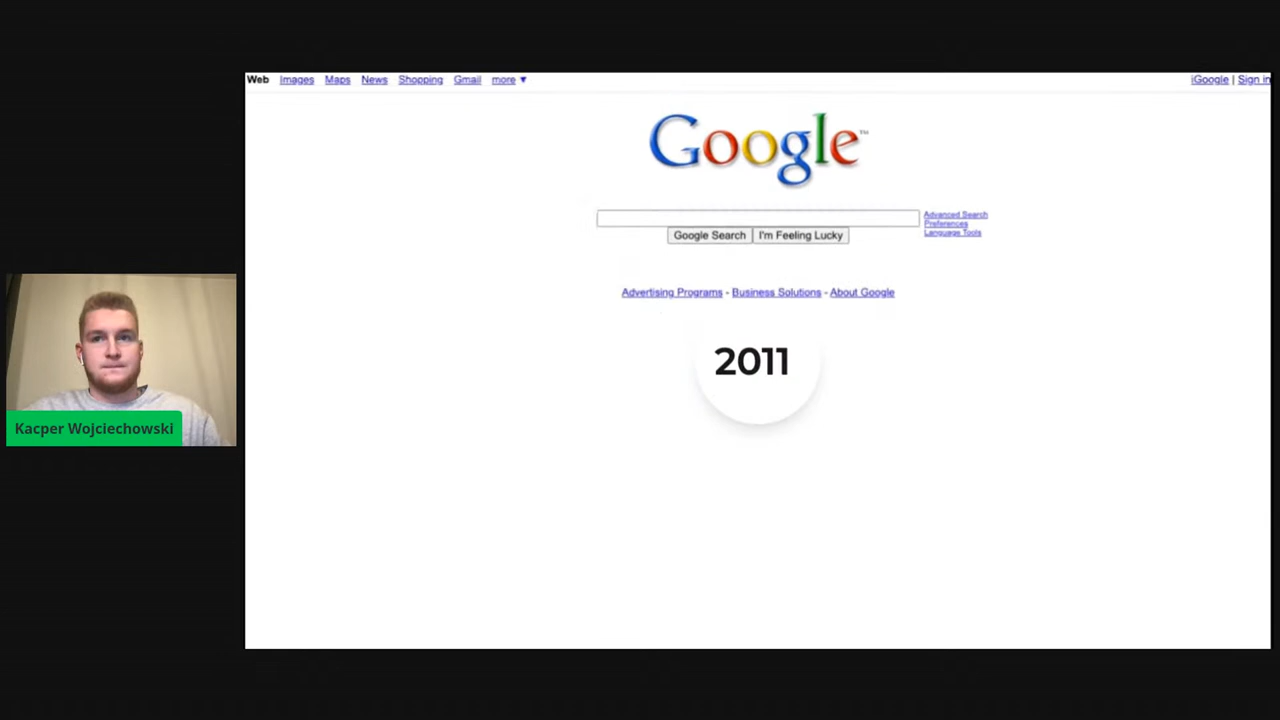 Web Images Maps News Shopping Gmail more ▼ iGoogle | Sign in
Google™
Advanced Search
Preferences
Language Tools
Google Search I'm Feeling Lucky
Advertising Programs - Business Solutions - About Google
2011
Kacper Wojciechowski